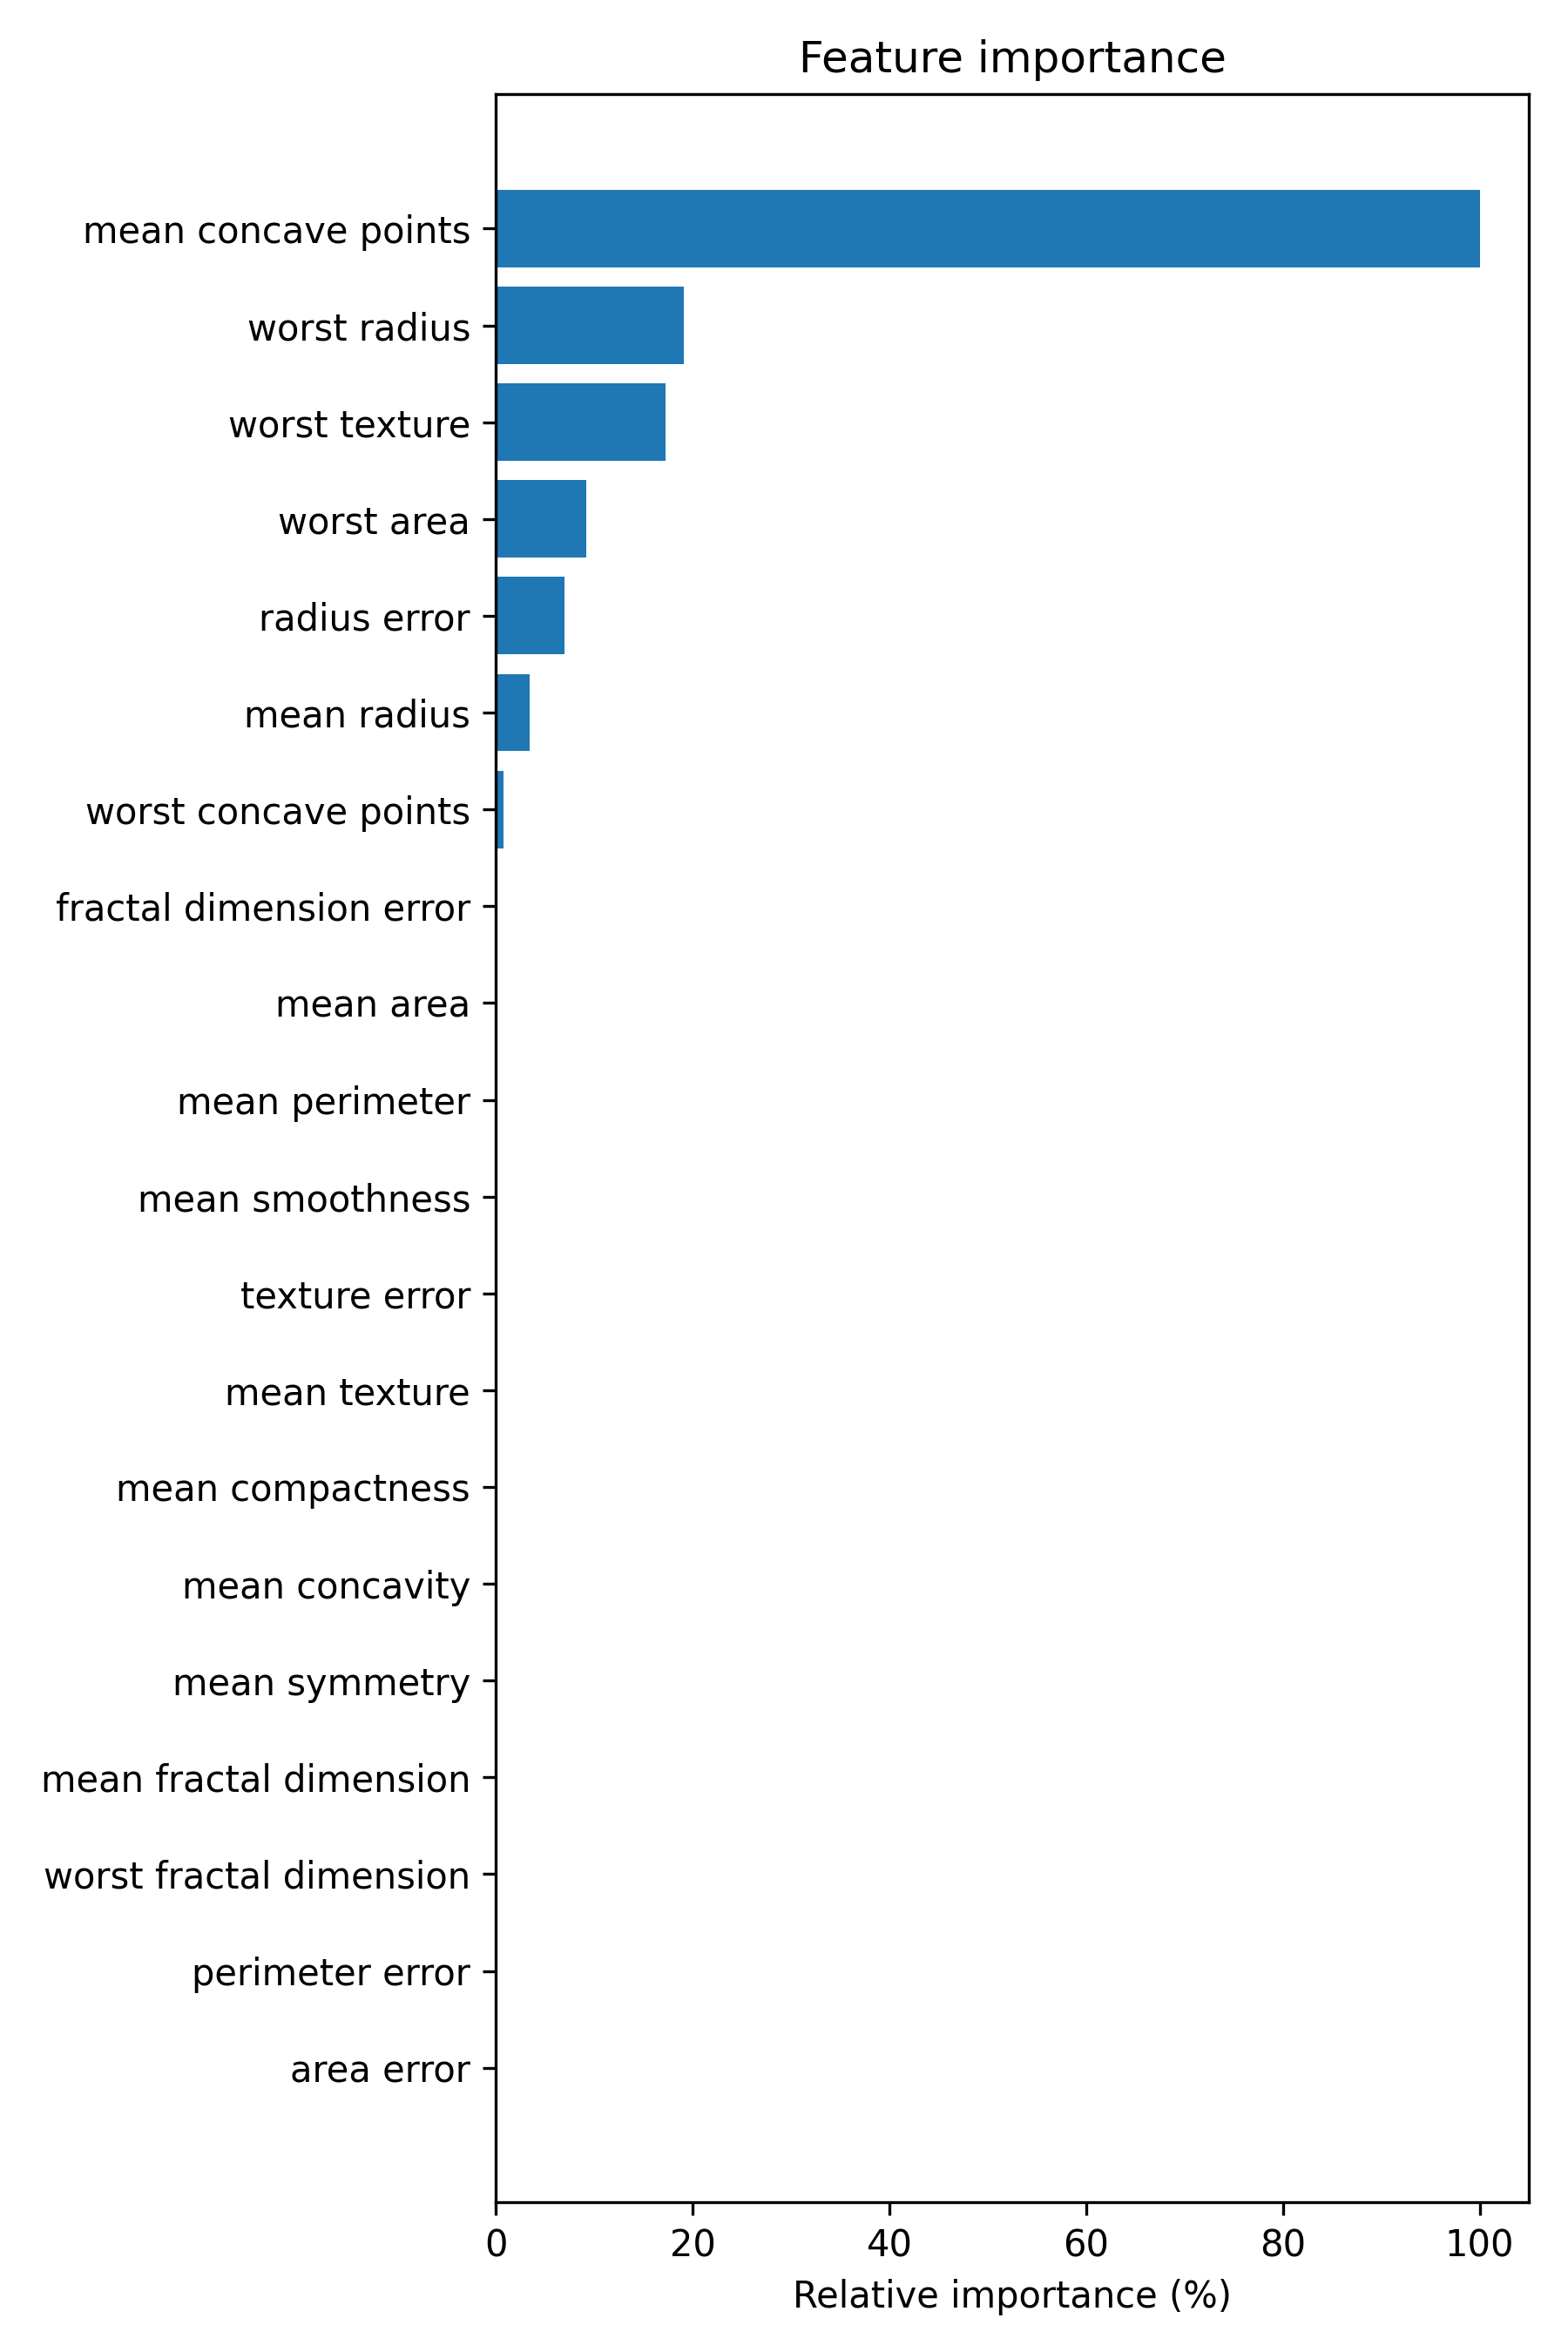 Feature importance
mean concave points
worst radius
worst texture
worst area
radius error
mean radius
worst concave points
fractal dimension error
mean area
mean perimeter
mean smoothness
texture error
mean texture
mean compactness
mean concavity
mean symmetry
mean fractal dimension
worst fractal dimension
perimeter error
area error
0 20 40 60 80 100
Relative importance (%)